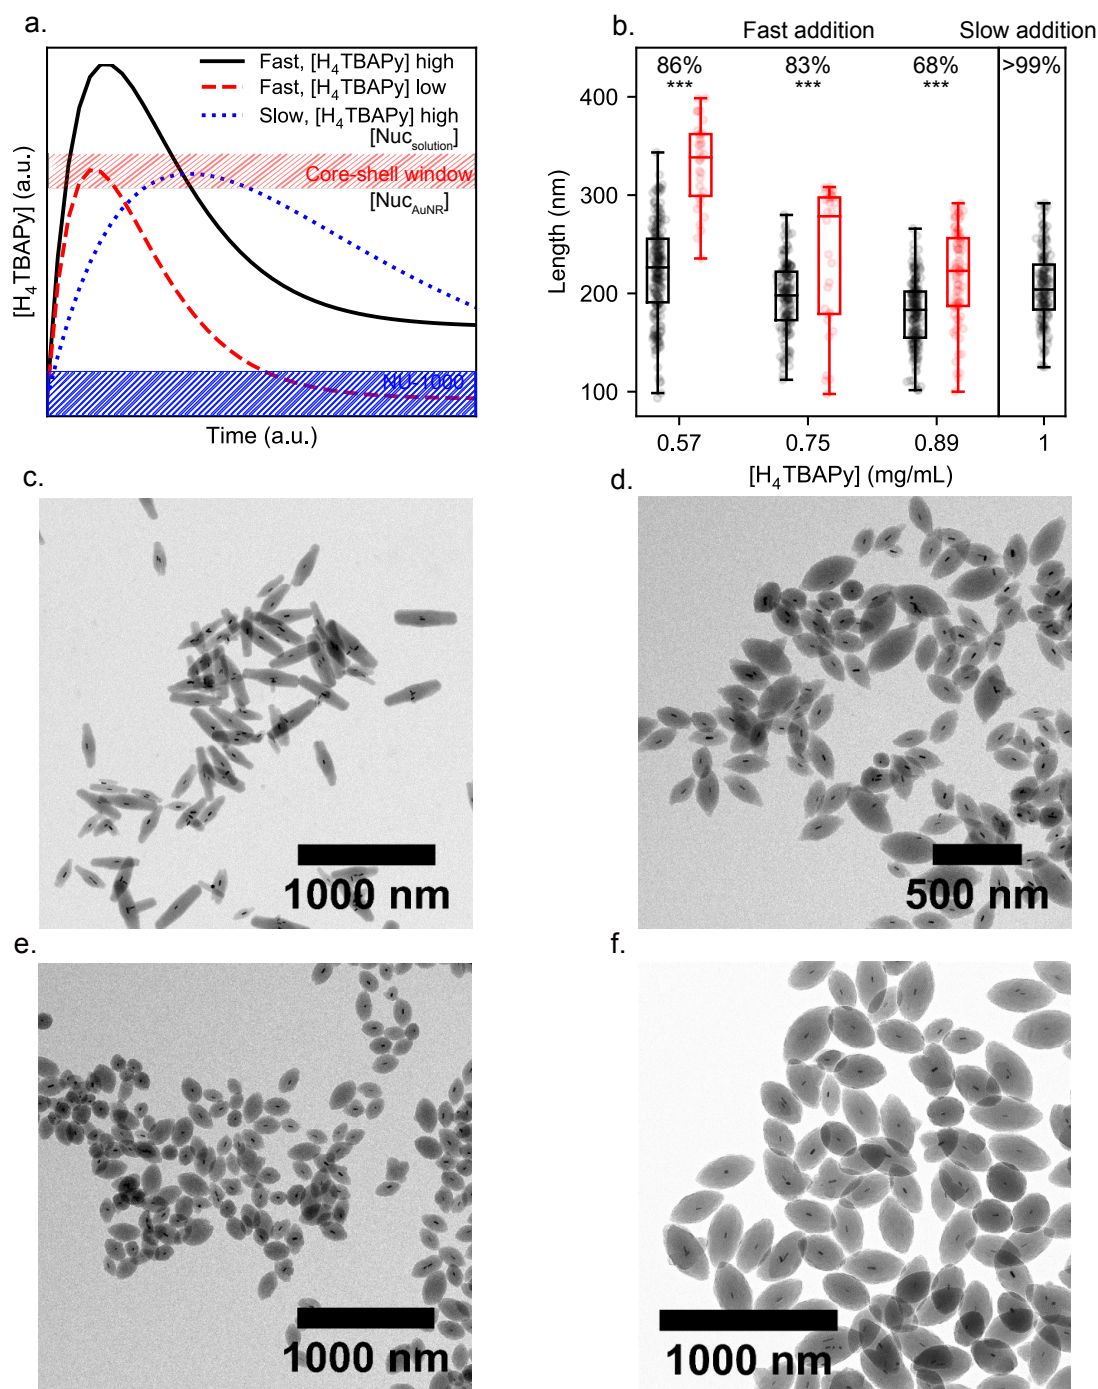 a.
Fast, [H4TBAPy] high
Fast, [H4TBAPy] low
Slow, [H4TBAPy] high
[Nucsolution]
Core-shell window
[NucAuNR]
NU-1000
[H4TBAPy] (a.u.)
Time (a.u.)
b.
Fast addition
Slow addition
86%
83%
68%
>99%
***
***
***
400
300
200
100
Length (nm)
0.57
0.75
0.89
1
[H4TBAPy] (mg/mL)
c.
1000 nm
d.
500 nm
e.
1000 nm
f.
1000 nm